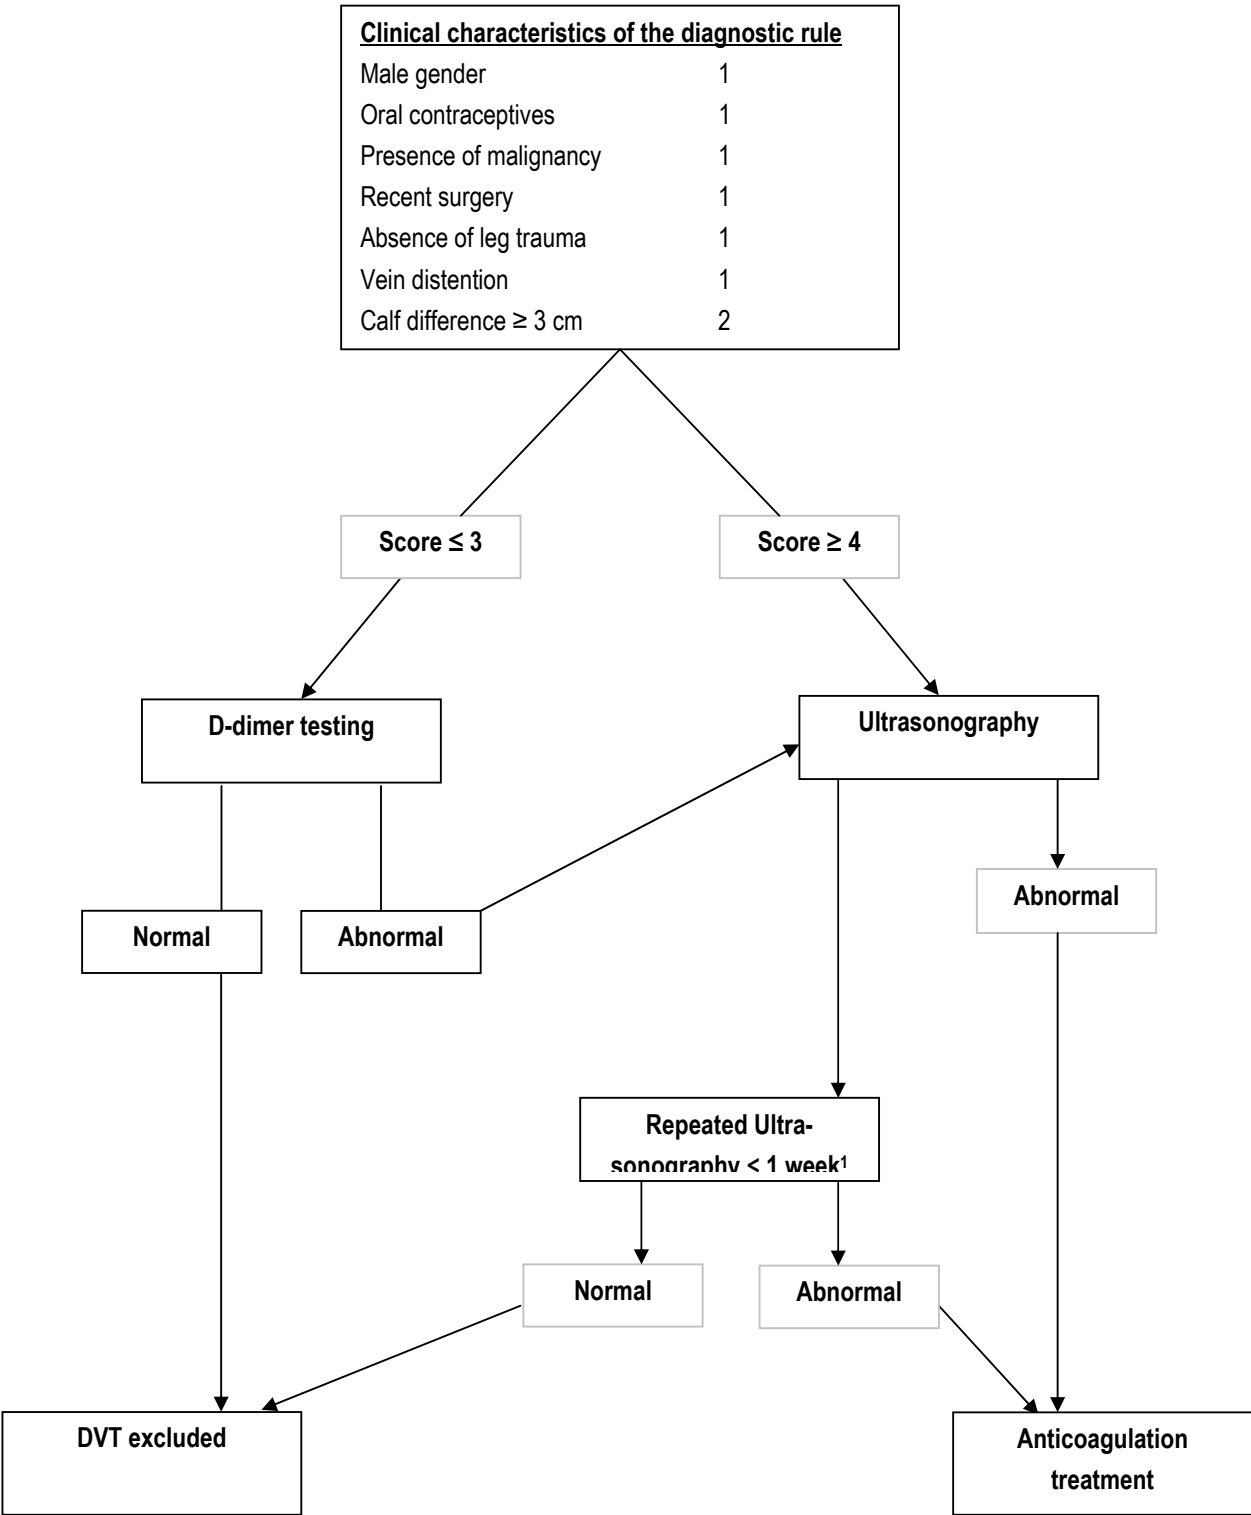 Clinical characteristics of the diagnostic rule
Male gender 1
Oral contraceptives 1
Presence of malignancy 1
Recent surgery 1
Absence of leg trauma 1
Vein distention 1
Calf difference ≥ 3 cm 2
Score ≤ 3
Score ≥ 4
D-dimer testing
Ultrasonography
Normal
Abnormal
Abnormal
Repeated Ultra-
sonography < 1 week¹
Normal
Abnormal
DVT excluded
Anticoagulation
treatment